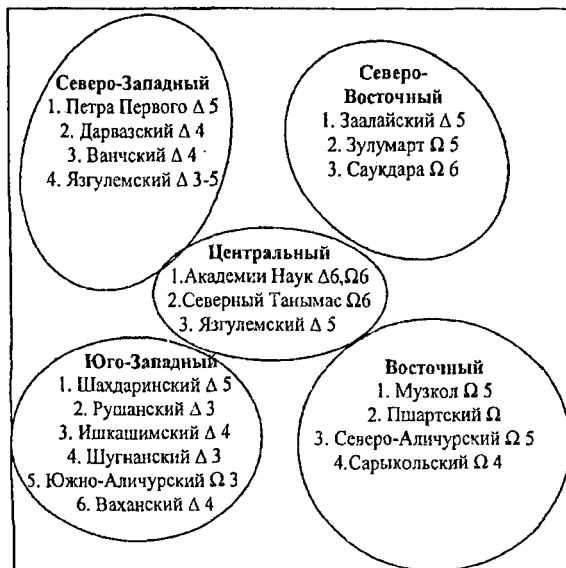 Северо-Западный
1. Петра Первого Δ 5
2. Дарвазский Δ 4
3. Ванчский Δ 4
4. Язгулемский Δ 3-5
Северо-
Восточный
1. Заалайский Δ 5
2. Зулумарт Ω 5
3. Саукдара Ω 6
Центральный
1.Академии Наук Δ6,Ω6
2.Северный Танымас Ω6
3. Язгулемский Δ 5
Юго-Западный
1. Шахдаринский Δ 5
2. Рушанский Δ 3
3. Ишкашимский Δ 4
4. Шугнанский Δ 3
5. Южно-Аличурский Ω 3
6. Ваханский Δ 4
Восточный
1. Музкол Ω 5
2. Пшартский Ω
3. Северо-Аличурский Ω 5
4.Сарыкольский Ω 4